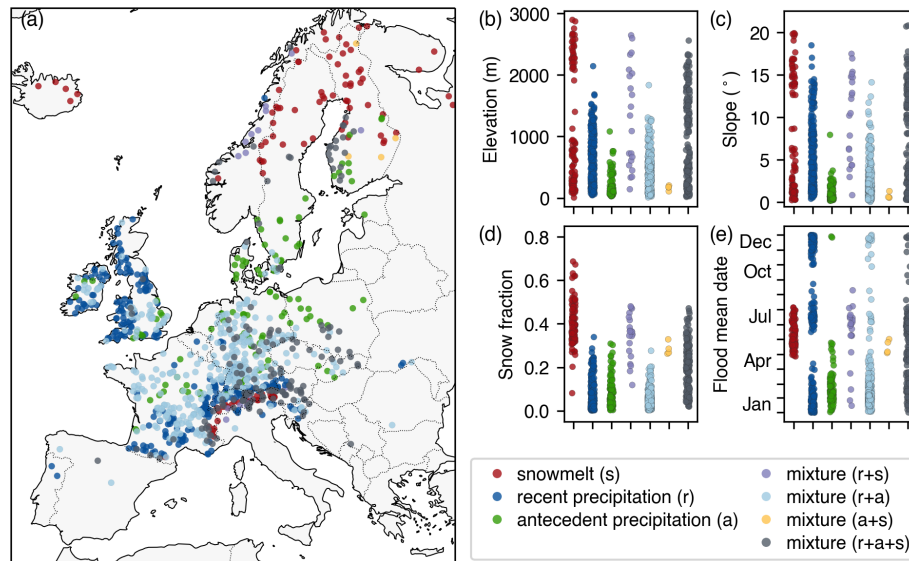 (a)
(b)
3000
2000
1000
0
Elevation (m)
(c)
20
15
10
5
0
Slope (°)
(d)
0.8
0.6
0.4
0.2
0.0
Snow fraction
(e)
Dec
Oct
Jul
Apr
Jan
Flood mean date
snowmelt (s)
recent precipitation (r)
antecedent precipitation (a)
mixture (r+s)
mixture (r+a)
mixture (a+s)
mixture (r+a+s)